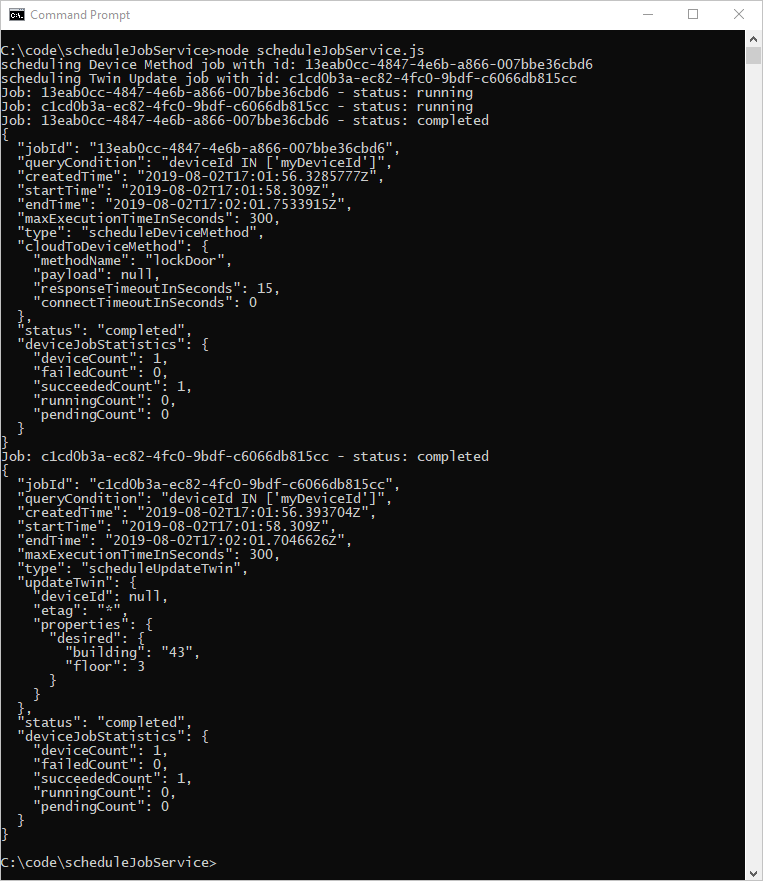 Command Prompt
C:\code\scheduleJobService>node scheduleJobService.js
scheduling Device Method job with id: 13eab0cc-4847-4e6b-a866-007bbe36cbd6
scheduling Twin Update job with id: c1cd0b3a-ec82-4fc0-9bdf-c6066db815cc
Job: 13eab0cc-4847-4e6b-a866-007bbe36cbd6 - status: running
Job: c1cd0b3a-ec82-4fc0-9bdf-c6066db815cc - status: running
Job: 13eab0cc-4847-4e6b-a866-007bbe36cbd6 - status: completed
{
  "jobId": "13eab0cc-4847-4e6b-a866-007bbe36cbd6",
  "queryCondition": "deviceId IN ['myDeviceId']",
  "createdTime": "2019-08-02T17:01:56.3285777Z",
  "startTime": "2019-08-02T17:01:58.309Z",
  "endTime": "2019-08-02T17:02:01.7533915Z",
  "maxExecutionTimeInSeconds": 300,
  "type": "scheduleDeviceMethod",
  "cloudToDeviceMethod": {
    "methodName": "lockDoor",
    "payload": null,
    "responseTimeoutInSeconds": 15,
    "connectTimeoutInSeconds": 0
  },
  "status": "completed",
  "deviceJobStatistics": {
    "deviceCount": 1,
    "failedCount": 0,
    "succeededCount": 1,
    "runningCount": 0,
    "pendingCount": 0
  }
}
Job: c1cd0b3a-ec82-4fc0-9bdf-c6066db815cc - status: completed
{
  "jobId": "c1cd0b3a-ec82-4fc0-9bdf-c6066db815cc",
  "queryCondition": "deviceId IN ['myDeviceId']",
  "createdTime": "2019-08-02T17:01:56.393704Z",
  "startTime": "2019-08-02T17:01:58.309Z",
  "endTime": "2019-08-02T17:02:01.7046626Z",
  "maxExecutionTimeInSeconds": 300,
  "type": "scheduleUpdateTwin",
  "updateTwin": {
    "deviceId": null,
    "etag": "*",
    "properties": {
      "desired": {
        "building": "43",
        "floor": 3
      }
    }
  },
  "status": "completed",
  "deviceJobStatistics": {
    "deviceCount": 1,
    "failedCount": 0,
    "succeededCount": 1,
    "runningCount": 0,
    "pendingCount": 0
  }
}
C:\code\scheduleJobService>